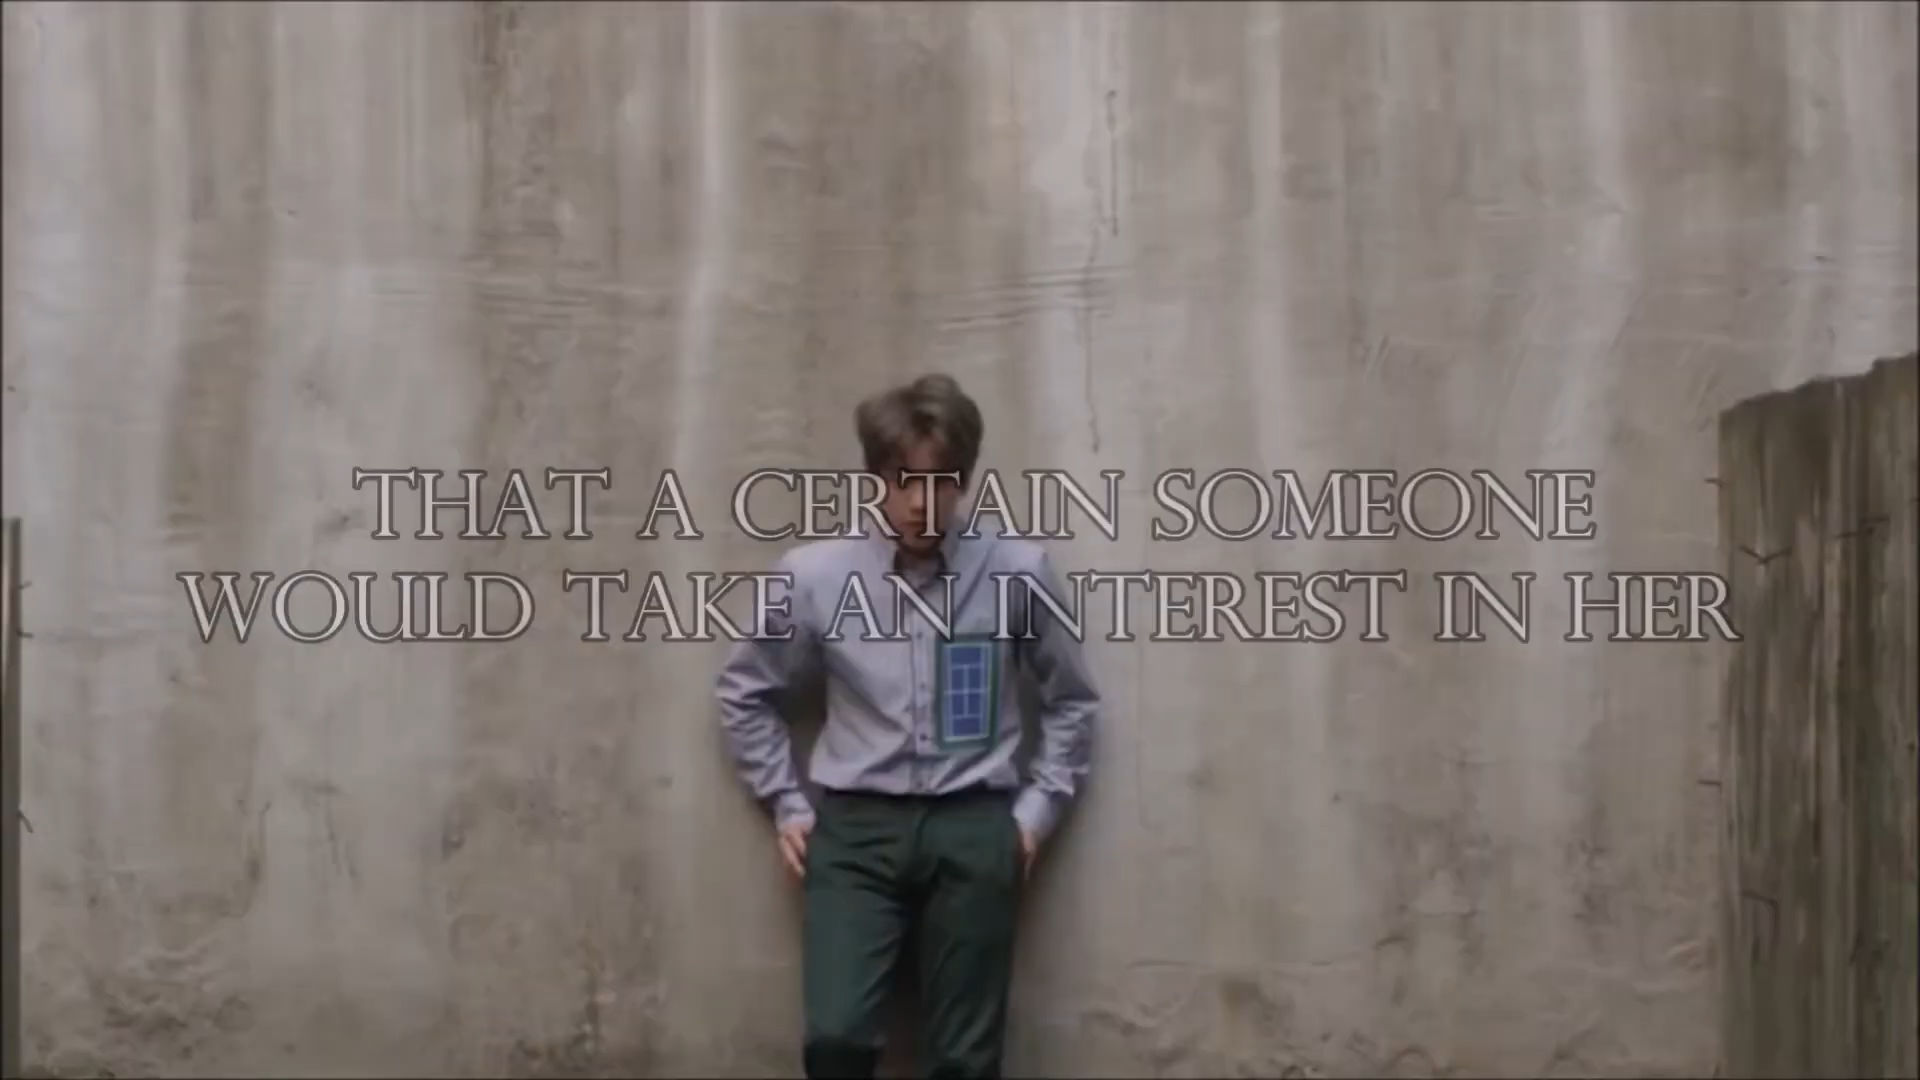 THAT A CERTAIN SOMEONE
WOULD TAKE AN INTEREST IN HER